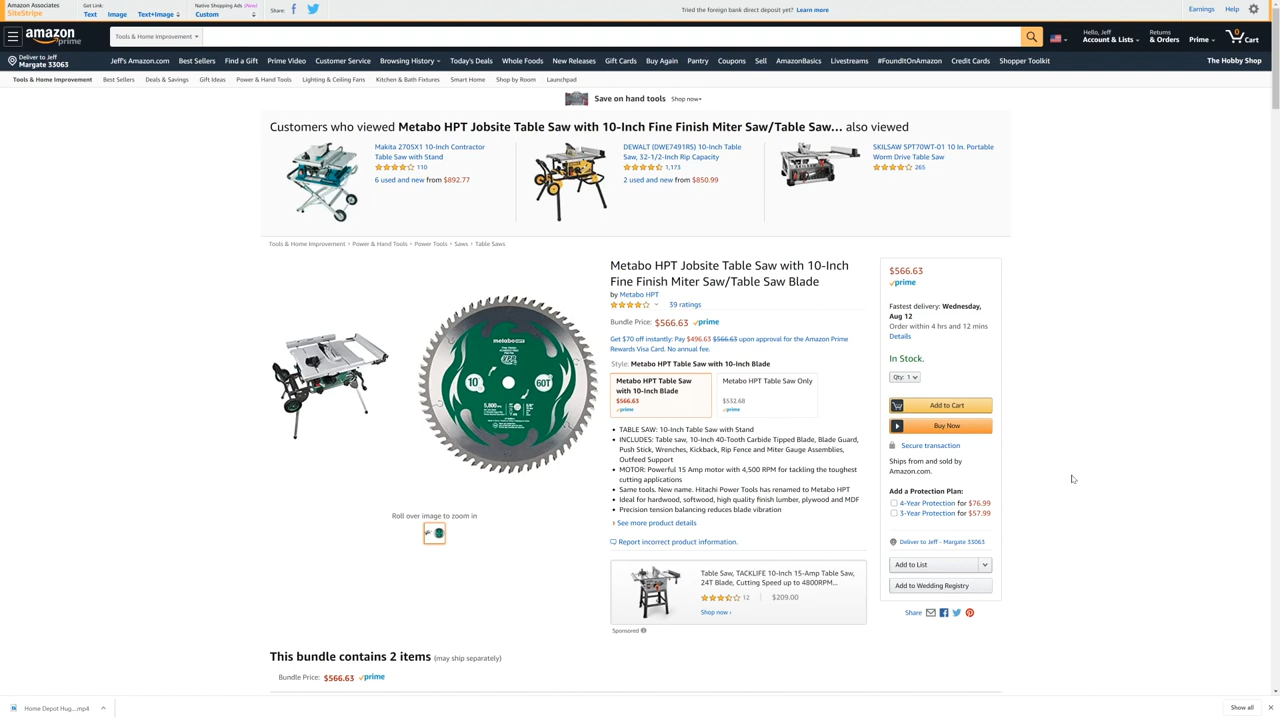 Amazon Associates
SiteStripe
Get Link:
Text Image Text+Image
Native Shopping Ads (New)
Custom
Share:
Tried the foreign bank direct deposit yet? Learn more
Earnings Help
amazon
prime
Tools & Home Improvement
Hello, Jeff
Account & Lists
Returns
& Orders
Prime
0
Cart
Deliver to Jeff
Margate 33063
Jeff's Amazon.com Best Sellers Find a Gift Prime Video Customer Service Browsing History Today's Deals Whole Foods New Releases Gift Cards Buy Again Pantry Coupons Sell AmazonBasics Livestreams #FoundItOnAmazon Credit Cards Shopper Toolkit
The Hobby Shop
Tools & Home Improvement Best Sellers Deals & Savings Gift Ideas Power & Hand Tools Lighting & Ceiling Fans Kitchen & Bath Fixtures Smart Home Shop by Room Launchpad
Save on hand tools Shop now
Customers who viewed Metabo HPT Jobsite Table Saw with 10-Inch Fine Finish Miter Saw/Table Saw… also viewed
Makita 2705X1 10-Inch Contractor
Table Saw with Stand
110
6 used and new from $892.77
DEWALT (DWE7491RS) 10-Inch Table
Saw, 32-1/2-Inch Rip Capacity
1,173
2 used and new from $850.99
SKILSAW SPT70WT-01 10 In. Portable
Worm Drive Table Saw
265
Tools & Home Improvement › Power & Hand Tools › Power Tools › Saws › Table Saws
Metabo HPT Jobsite Table Saw with 10-Inch
Fine Finish Miter Saw/Table Saw Blade
by Metabo HPT
39 ratings
Bundle Price: $566.63 prime
Get $70 off instantly: Pay $496.63 $566.63 upon approval for the Amazon Prime
Rewards Visa Card. No annual fee.
Style: Metabo HPT Table Saw with 10-Inch Blade
Metabo HPT Table Saw
with 10-Inch Blade
$566.63
prime
Metabo HPT Table Saw Only
$532.68
prime
• TABLE SAW: 10-Inch Table Saw with Stand
• INCLUDES: Table saw, 10-Inch 40-Tooth Carbide Tipped Blade, Blade Guard,
Push Stick, Wrenches, Kickback, Rip Fence and Miter Gauge Assemblies,
Outfeed Support
• MOTOR: Powerful 15 Amp motor with 4,500 RPM for tackling the toughest
cutting applications
• Same tools. New name. Hitachi Power Tools has renamed to Metabo HPT
• Ideal for hardwood, softwood, high quality finish lumber, plywood and MDF
• Precision tension balancing reduces blade vibration
› See more product details
Report incorrect product information.
metabo HPT
10
60T
5,800
Roll over image to zoom in
Table Saw, TACKLIFE 10-Inch 15-Amp Table Saw,
24T Blade, Cutting Speed up to 4800RPM…
12 $209.00
Shop now ›
Sponsored
$566.63
prime
Fastest delivery: Wednesday,
Aug 12
Order within 4 hrs and 12 mins
Details
In Stock.
Qty: 1
Add to Cart
Buy Now
Secure transaction
Ships from and sold by
Amazon.com.
Add a Protection Plan:
4-Year Protection for $76.99
3-Year Protection for $57.99
Deliver to Jeff - Margate 33063
Add to List
Add to Wedding Registry
Share
This bundle contains 2 items (may ship separately)
Bundle Price: $566.63 prime
Home Depot Hug....mp4
Show all